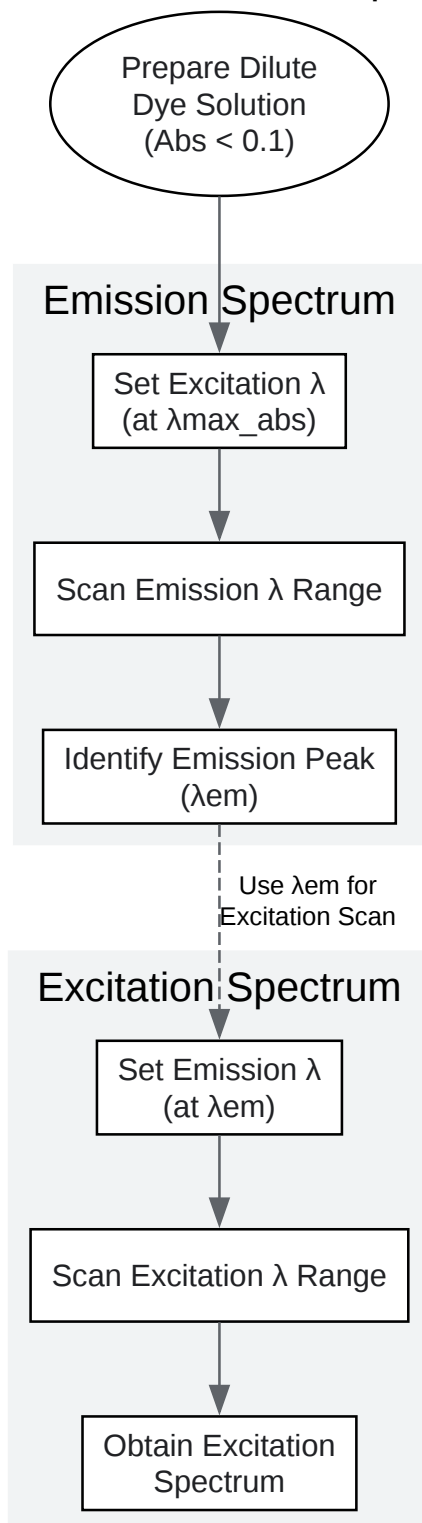 Prepare Dilute
Dye Solution
(Abs < 0.1)
Emission Spectrum
Set Excitation λ
(at λmax_abs)
Scan Emission λ Range
Identify Emission Peak
(λem)
Use λem for
Excitation Scan
Excitation Spectrum
Set Emission λ
(at λem)
Scan Excitation λ Range
Obtain Excitation
Spectrum